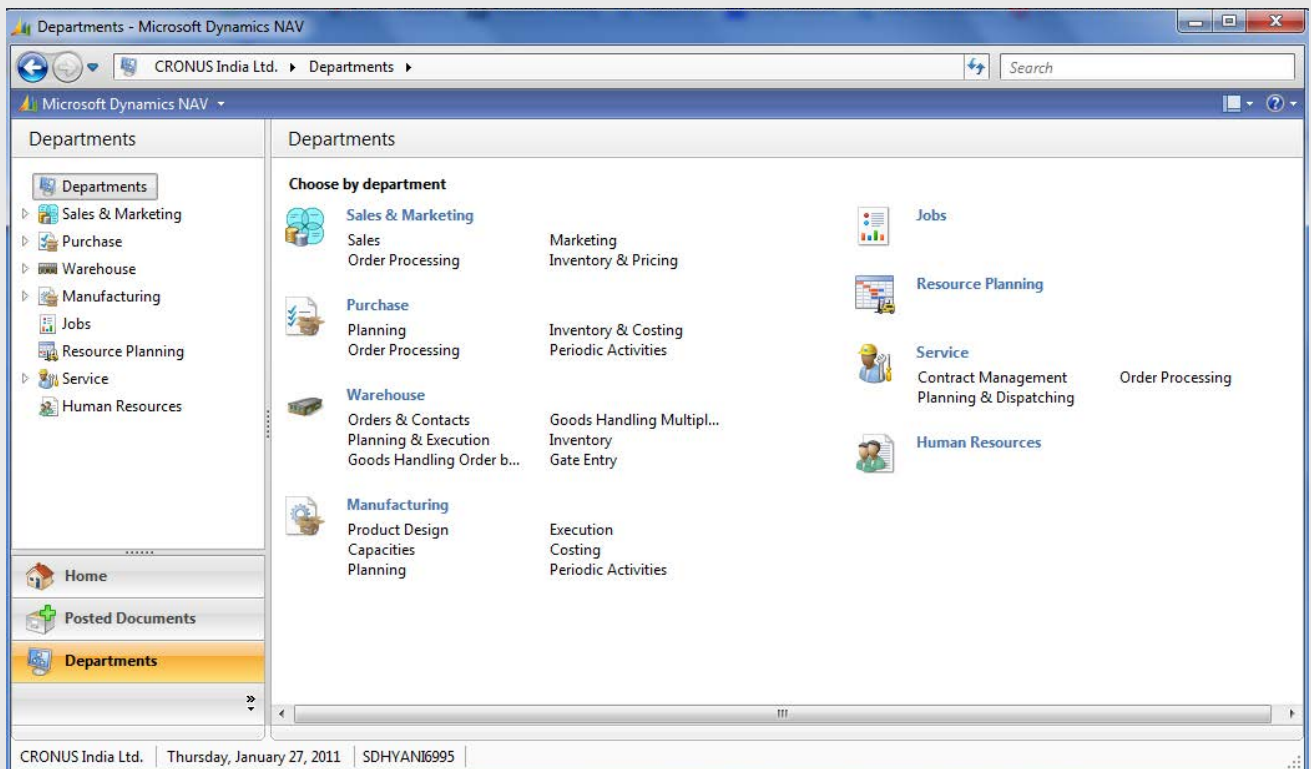 Departments - Microsoft Dynamics NAV
CRONUS India Ltd. Departments
Search
Microsoft Dynamics NAV
Departments
Departments
Sales & Marketing
Purchase
Warehouse
Manufacturing
Jobs
Resource Planning
Service
Human Resources
Home
Posted Documents
Departments
Departments
Choose by department
Sales & Marketing
Sales Marketing
Order Processing Inventory & Pricing
Purchase
Planning Inventory & Costing
Order Processing Periodic Activities
Warehouse
Orders & Contacts Goods Handling Multipl...
Planning & Execution Inventory
Goods Handling Order b... Gate Entry
Manufacturing
Product Design Execution
Capacities Costing
Planning Periodic Activities
Jobs
Resource Planning
Service
Contract Management Order Processing
Planning & Dispatching
Human Resources
CRONUS India Ltd. Thursday, January 27, 2011 SDHYANI6995